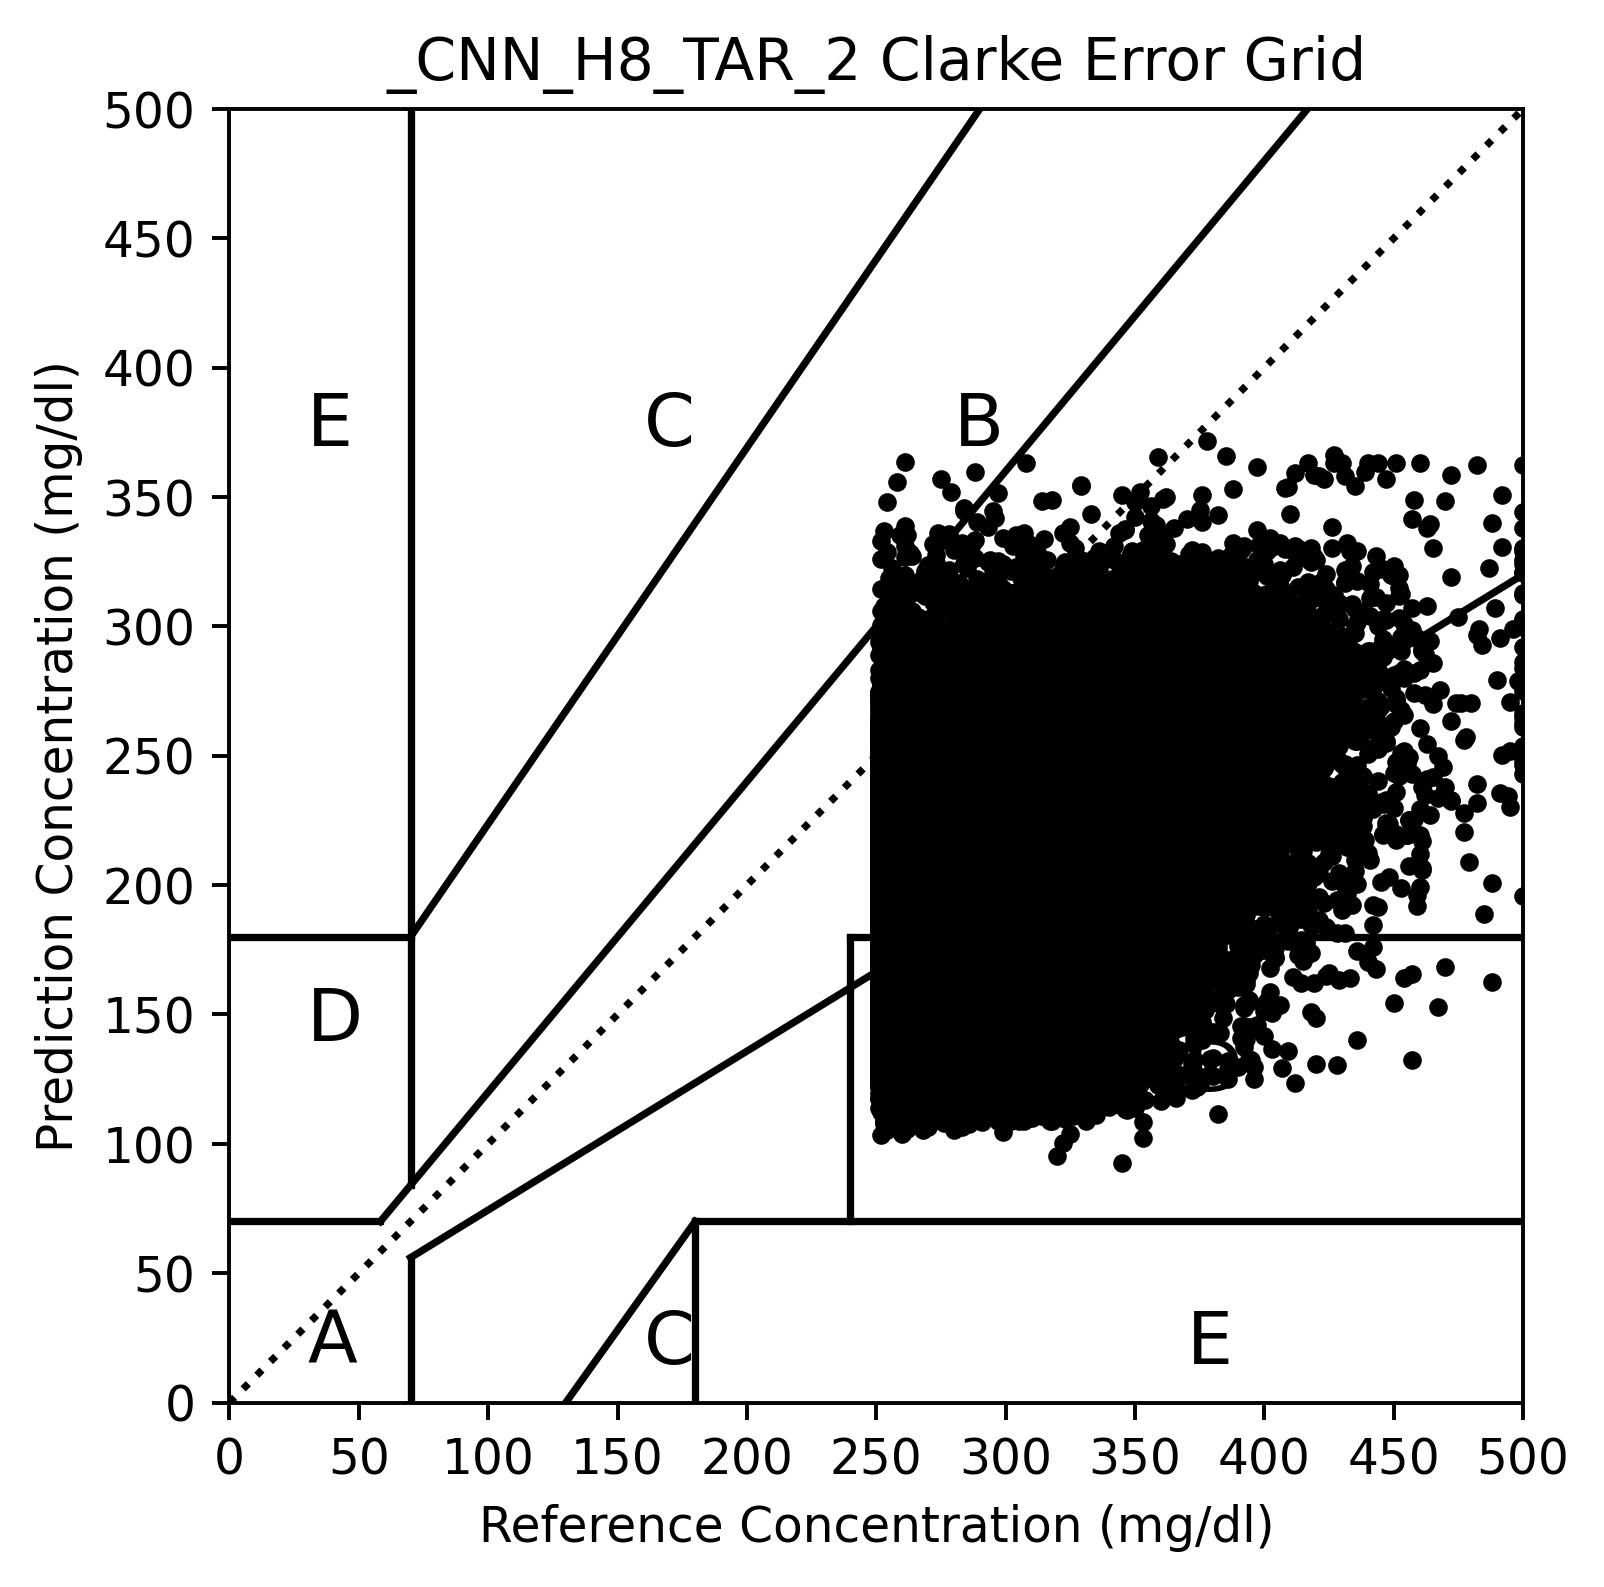 _CNN_H8_TAR_2 Clarke Error Grid
500
450
400
350
300
250
200
150
100
50
0
Prediction Concentration (mg/dl)
E
C
B
D
A
C
E
0 50 100 150 200 250 300 350 400 450 500
Reference Concentration (mg/dl)